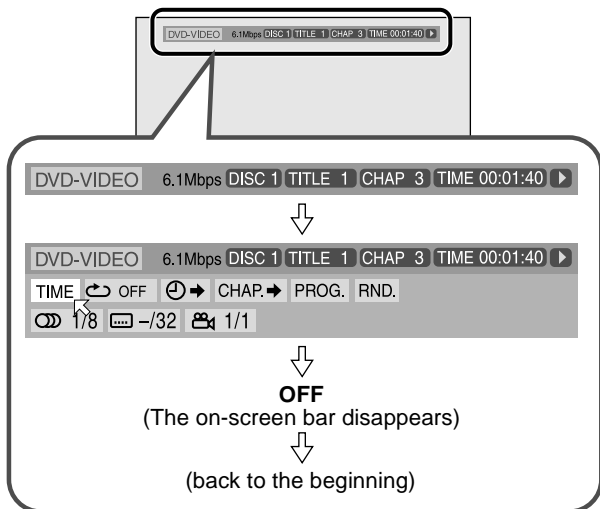 DVD-VIDEO 6.1Mbps DISC 1 TITLE 1 CHAP 3 TIME 00:01:40
DVD-VIDEO 6.1Mbps DISC 1 TITLE 1 CHAP 3 TIME 00:01:40
DVD-VIDEO 6.1Mbps DISC 1 TITLE 1 CHAP 3 TIME 00:01:40
TIME OFF CHAP. PROG. RND.
1/8 –/32 1/1
OFF
(The on-screen bar disappears)
(back to the beginning)